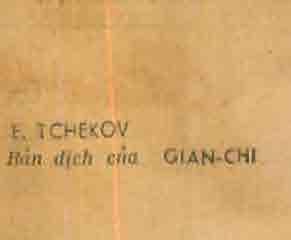 E. TCHEKOV
Bản dịch của GIAN-CHI